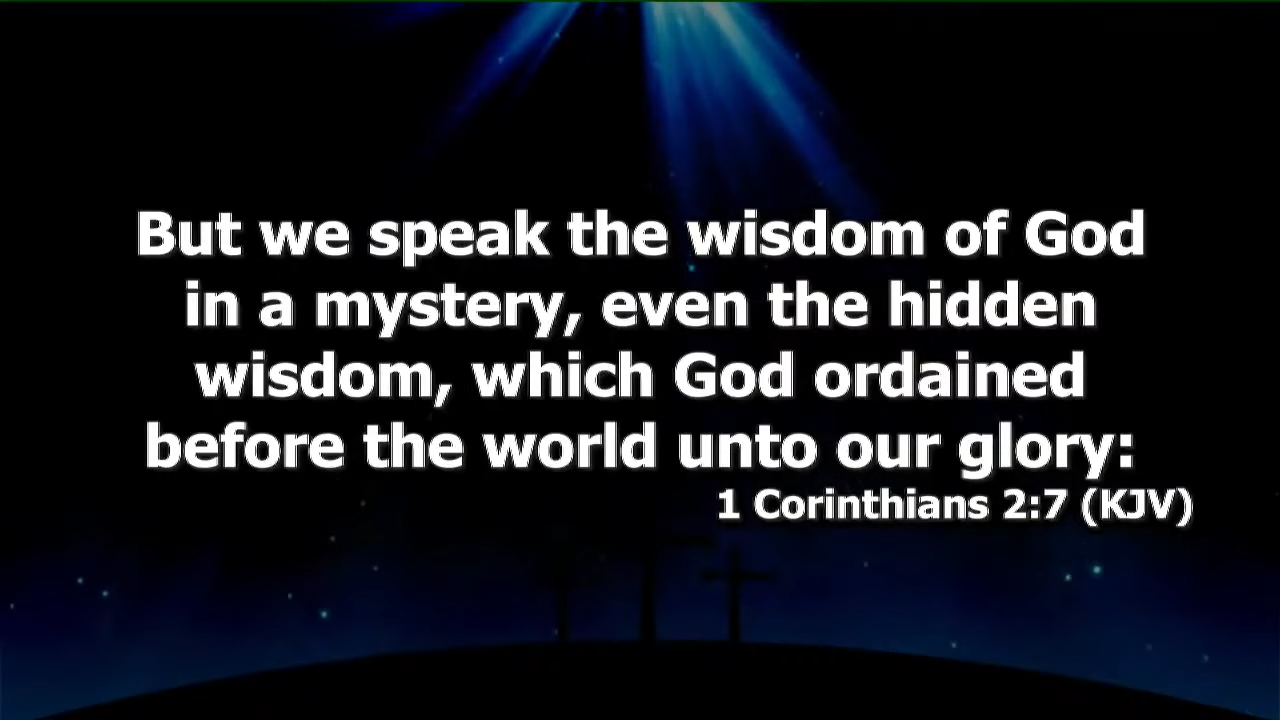 But we speak the wisdom of God
in a mystery, even the hidden
wisdom, which God ordained
before the world unto our glory:
1 Corinthians 2:7 (KJV)